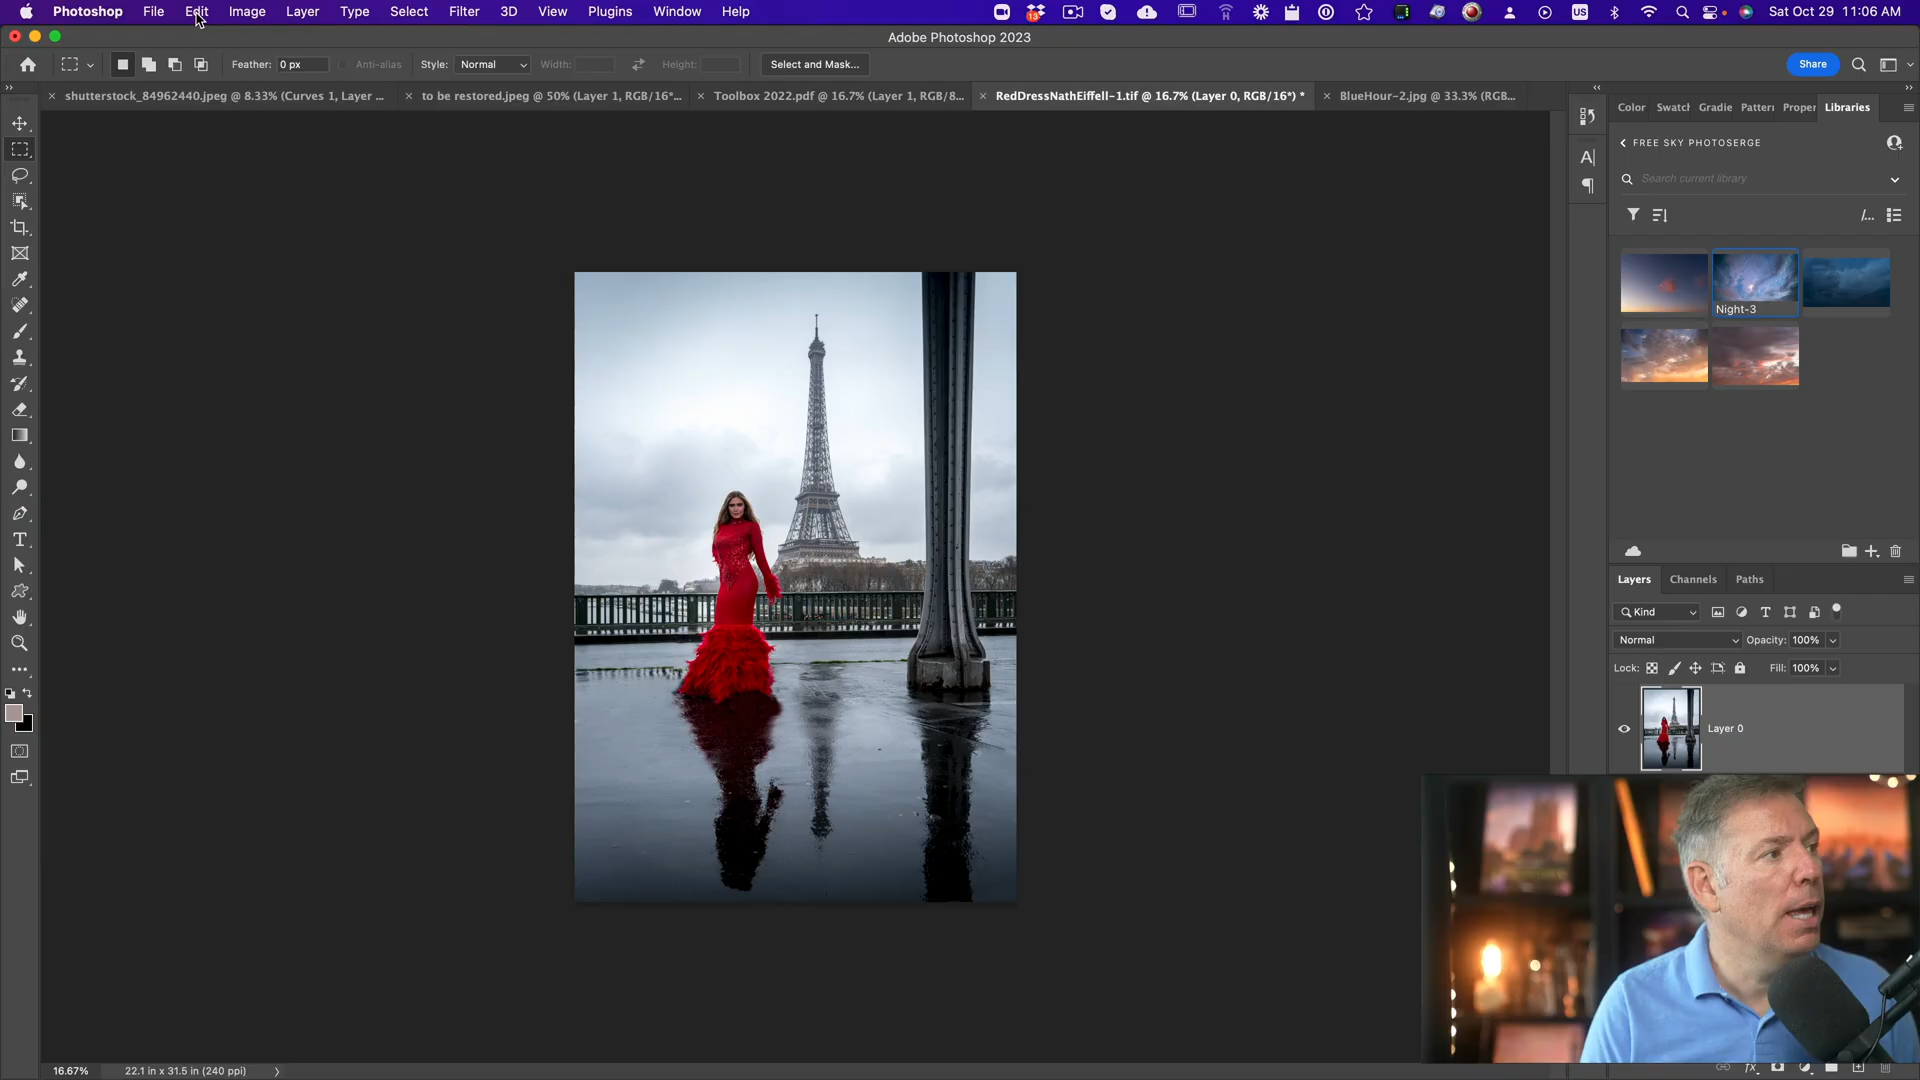 Photoshop File Edit Image Layer Type Select Filter 3D View Plugins Window Help 13 US Sat Oct 29 11:06 AM
Adobe Photoshop 2023
Feather: 0 px Anti-alias Style: Normal Width: Height: Select and Mask... Share
shutterstock_84962440.jpeg @ 8.33% (Curves 1, Layer ... to be restored.jpeg @ 50% (Layer 1, RGB/16*... Toolbox 2022.pdf @ 16.7% (Layer 1, RGB/8... RedDressNathEiffell-1.tif @ 16.7% (Layer 0, RGB/16*) * BlueHour-2.jpg @ 33.3% (RGB...
Color Swatcl Gradie Patterı Proper Libraries
FREE SKY PHOTOSERGE
Search current library
Night-3
Layers Channels Paths
Kind
Normal Opacity: 100%
Lock: Fill: 100%
Layer 0
16.67% 22.1 in x 31.5 in (240 ppi)